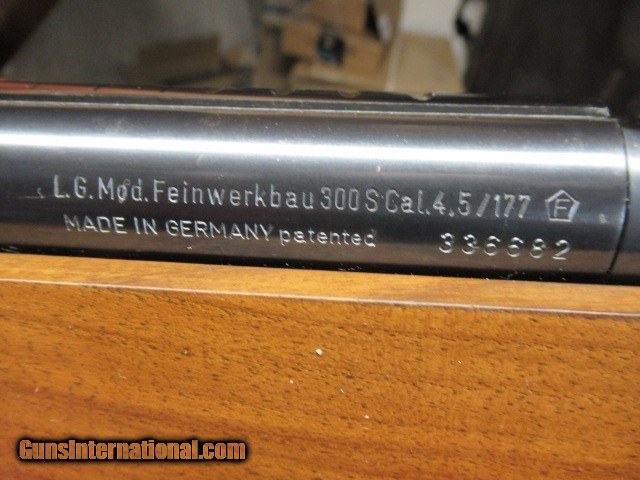 L.G.Mod.Feinwerkbau 300 S Cal.4,5/177 F
MADE IN GERMANY patented 336682
GunsInternational.com